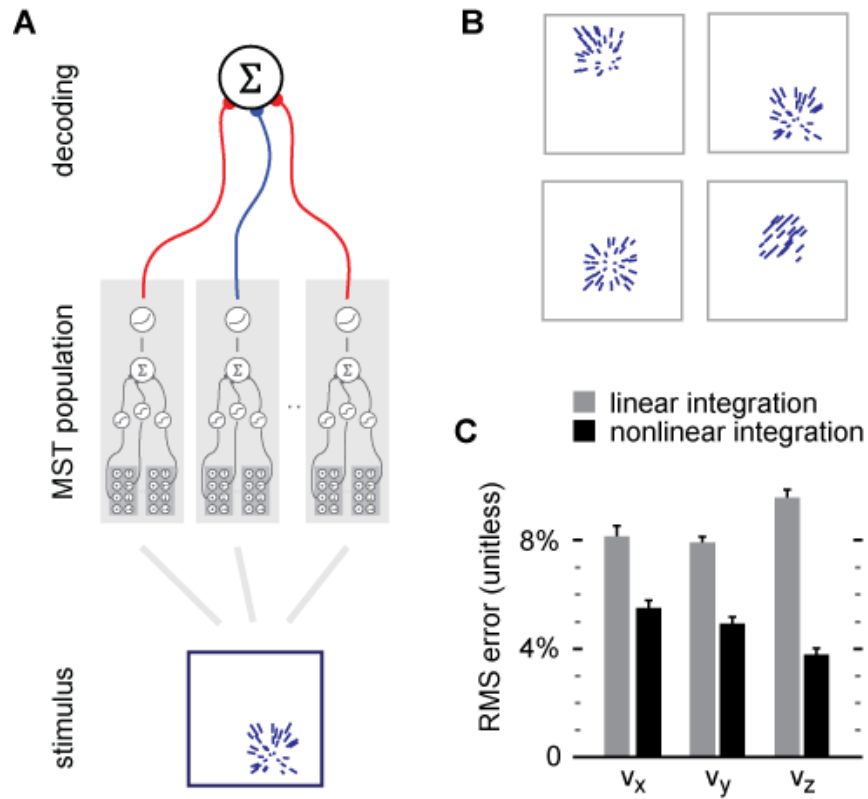 A
decoding
Σ
MST population
Σ
Σ
..
Σ
stimulus
B
linear integration
nonlinear integration
C
RMS error (unitless)
8%
4%
0
vx
vy
vz